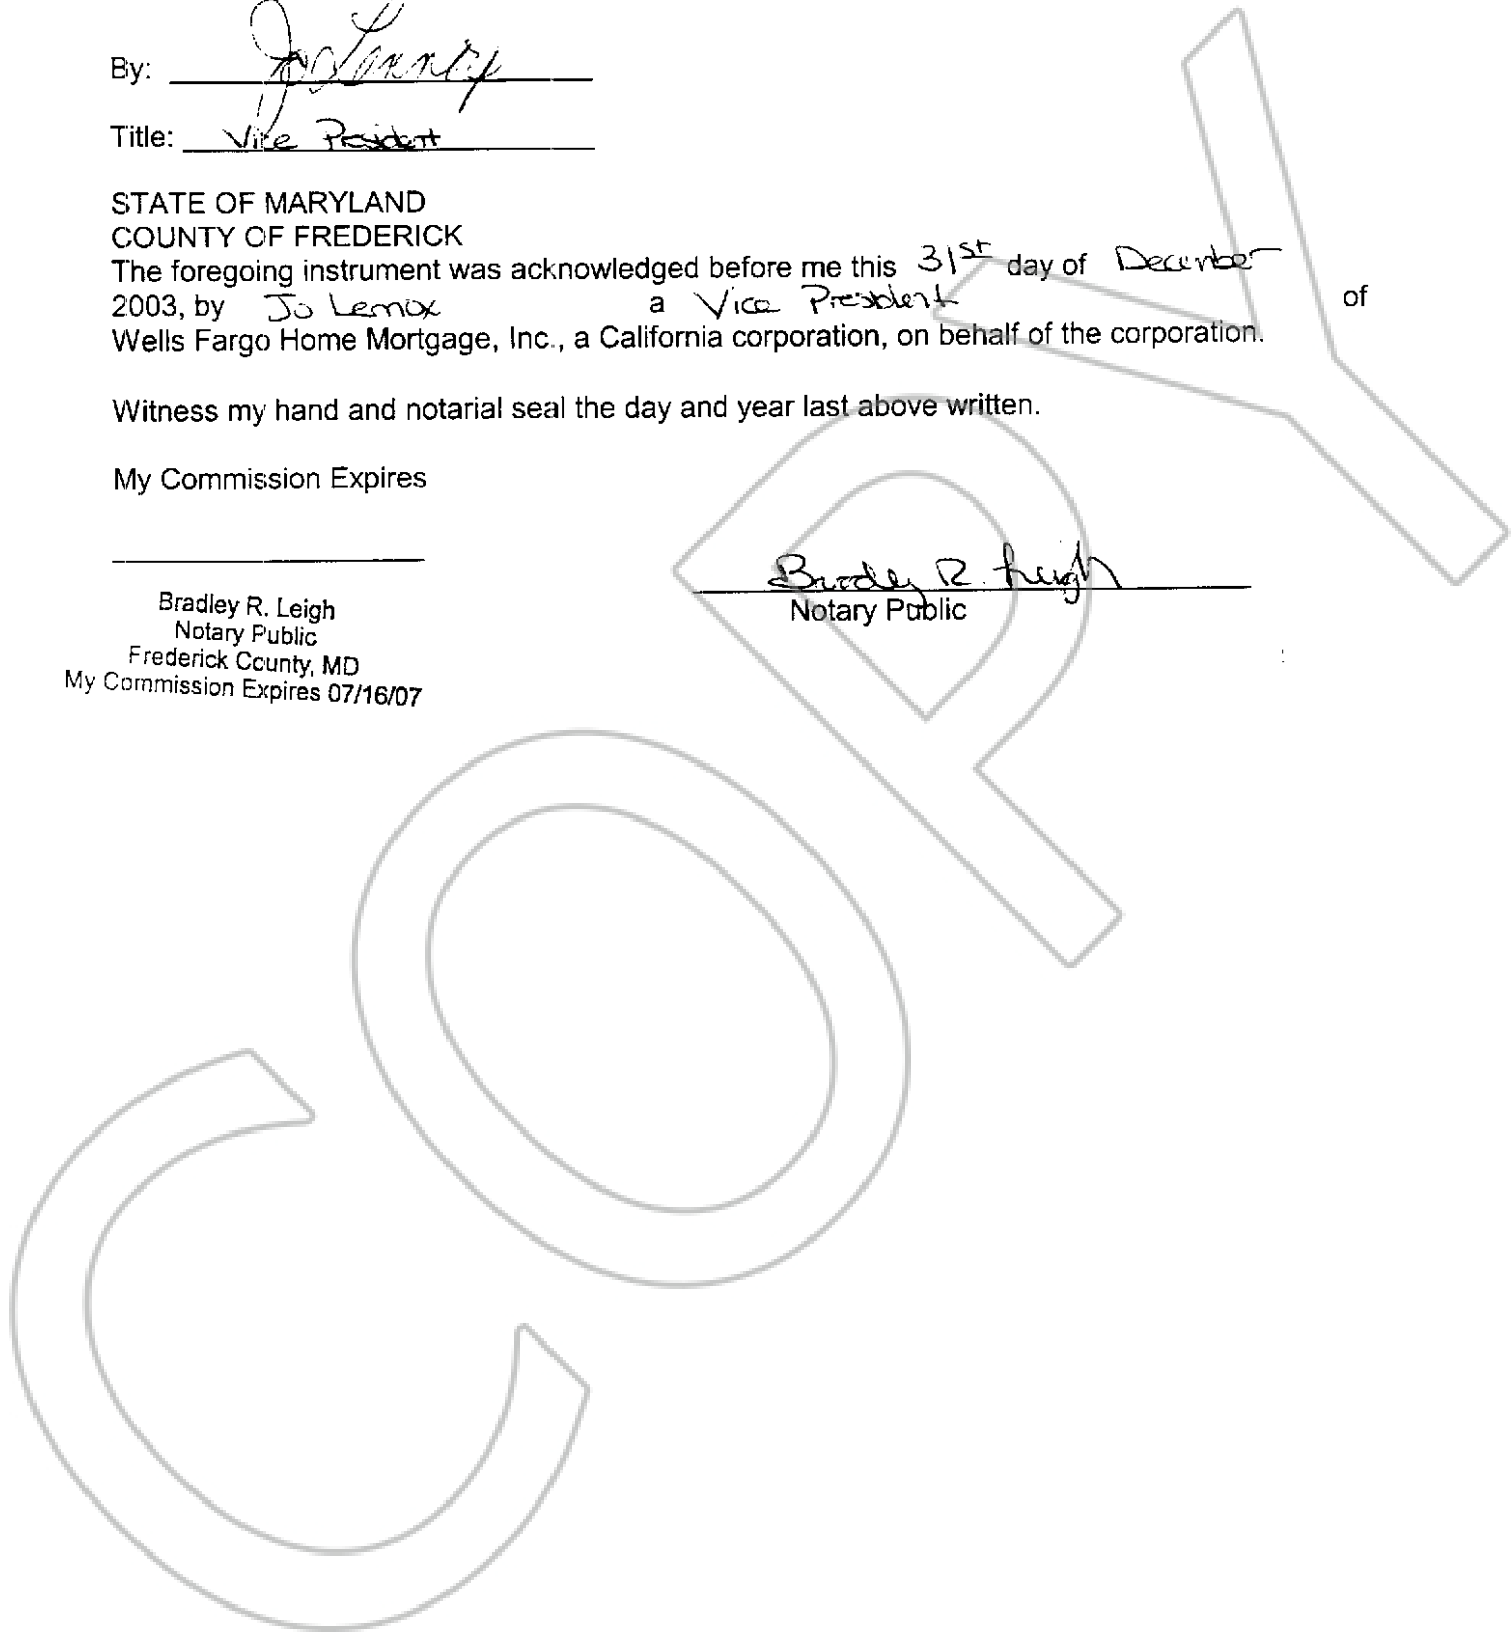 By: Jo Lennox
Title: Vice President
STATE OF MARYLAND
COUNTY OF FREDERICK
The foregoing instrument was acknowledged before me this 31st day of December
2003, by Jo Lennox a Vice President of
Wells Fargo Home Mortgage, Inc., a California corporation, on behalf of the corporation.
Witness my hand and notarial seal the day and year last above written.
My Commission Expires
Bradley R. Leigh
Notary Public
Bradley R. Leigh
Notary Public
Frederick County, MD
My Commission Expires 07/16/07
COPY